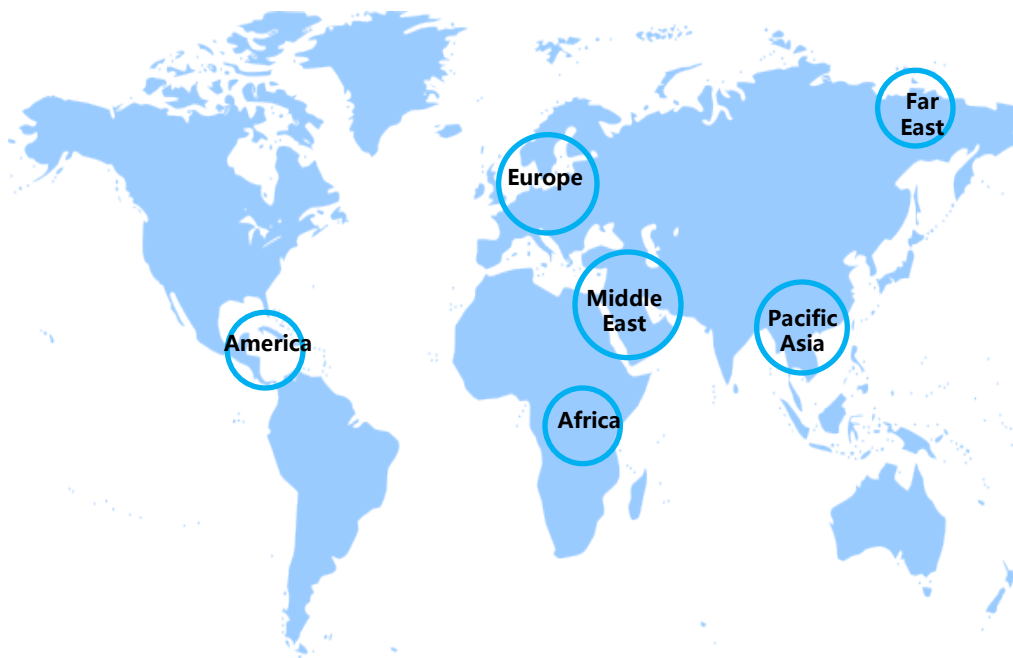 Far
East
Europe
Middle
East
Pacific
Asia
America
Africa